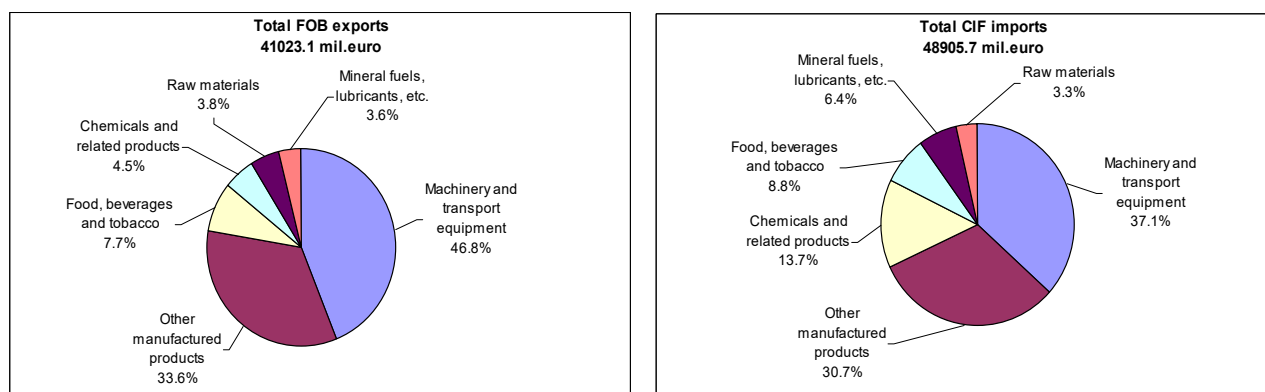 Total FOB exports
41023.1 mil.euro
Mineral fuels,
lubricants, etc.
3.6%
Raw materials
3.8%
Chemicals and
related products
4.5%
Food, beverages
and tobacco
7.7%
Machinery and
transport
equipment
46.8%
Other
manufactured
products
33.6%
Total CIF imports
48905.7 mil.euro
Mineral fuels,
lubricants, etc.
6.4%
Raw materials
3.3%
Food, beverages
and tobacco
8.8%
Machinery and
transport
equipment
37.1%
Chemicals and
related products
13.7%
Other
manufactured
products
30.7%